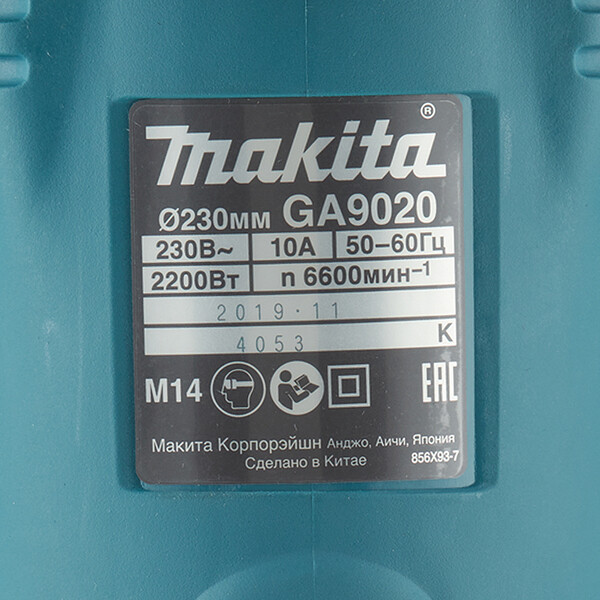 makita®
Ø230мм GA9020
230В~ 10А 50–60Гц
2200Вт n 6600мин⁻¹
2019·11
4053 K
M14 EAC
Макита Корпорэйшн Анджо, Аичи, Япония
Сделано в Китае 856X93-7